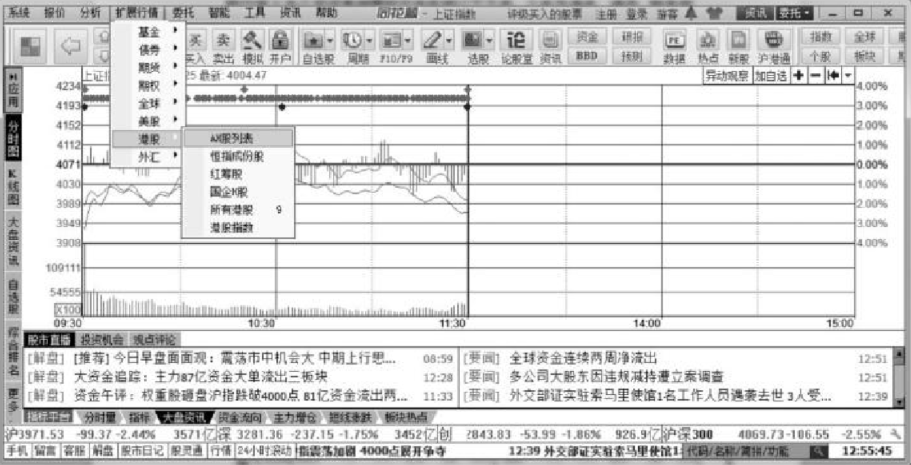 系统 报价 分析 扩展行情 委托 智能 工具 资讯 帮助 同花顺 - 上证指数 详级买入的股票 注册 登录 游客 资讯 委托
基金 买 卖 资金 研报 指数 全球
债券 买入 卖出 模拟 开户 自选股 周期 F10/F9 画线 选股 论股堂 资讯 BBD 数据 热点 新股 沪港通 个股 板块
期货
期权
全球
美股
港股
外汇
AH股列表
恒指成份股
红筹股
国企H股
所有港股 9
港股指数
25 最新: 4004.47 异动观察 加自选
应用
分时图
K线图
大盘资讯
自选股
综合排名
更多
4234 4.00%
4193 3.00%
4152 2.00%
4112 1.00%
4071 0.00%
4030 1.00%
3989 2.00%
3949 3.00%
3908 4.00%
109111
54555
X100
09:30 10:30 11:30 14:00 15:00
股市直播 投资机会 观点评论
[解盘] [推荐] 今日早盘面面观：震荡市中机会大 中期上行想... 08:59 [要闻] 全球资金连续两周净流出 12:51
[解盘] 大资金追踪：主力87亿资金大单流出三板块 12:28 [要闻] 多公司大股东因违规减持遭立案调查 12:51
[解盘] 资金午评：权重股砸盘沪指跌破4000点 81亿资金流出两... 11:33 [要闻] 外交部证实驻索马里使馆1名工作人员遇袭去世 3人受... 12:39
指标平台 分时量 指标 大盘资讯 资金流向 主力增仓 短线涨跌 板块热点
沪3971.53 -99.37 -2.44% 3571亿 深 3281.36 -237.15 -1.75% 3452亿 创 2843.83 -53.99 -1.86% 926.9亿 沪深300 4069.73 -106.55 -2.55%
手机 留言 客服 解盘 股市日记 股灵通 行情 24小时滚动 指震荡加剧 4000点展开争夺 12:39 外交部证实驻索马里使馆1 代码/名称/简拼/功能 12:55:45